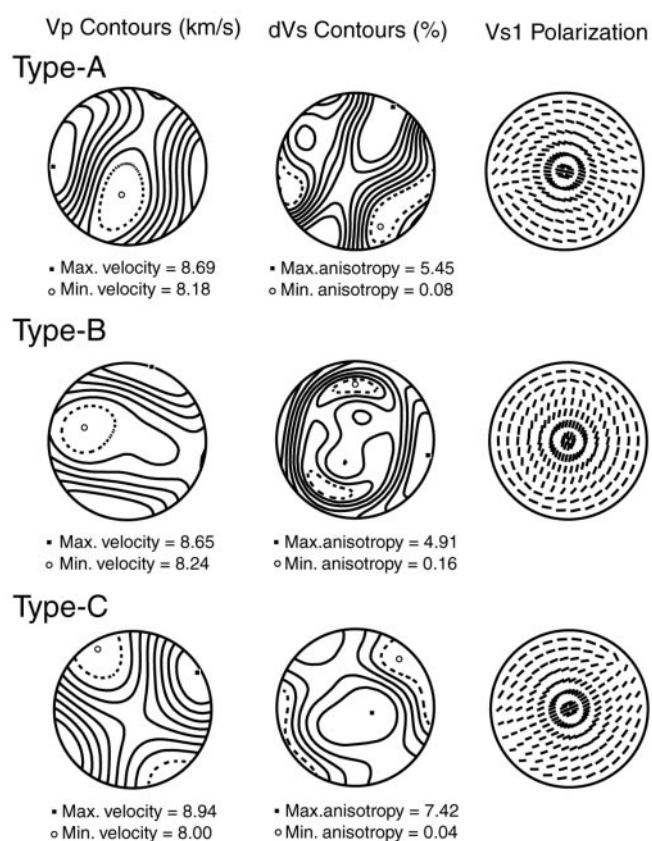 Vp Contours (km/s) dVs Contours (%) Vs1 Polarization
Type-A
Max. velocity = 8.69 Max.anisotropy = 5.45
Min. velocity = 8.18 Min. anisotropy = 0.08
Type-B
Max. velocity = 8.65 Max.anisotropy = 4.91
Min. velocity = 8.24 Min. anisotropy = 0.16
Type-C
Max. velocity = 8.94 Max.anisotropy = 7.42
Min. velocity = 8.00 Min. anisotropy = 0.04